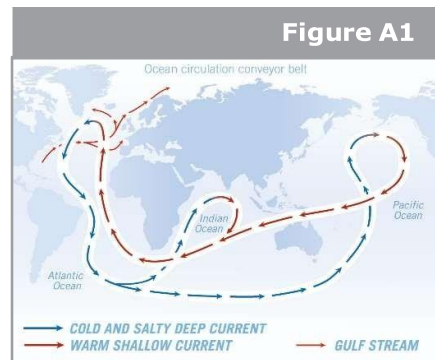 Figure A1
Ocean circulation conveyor belt
Indian
Ocean
Pacific
Ocean
Atlantic
Ocean
COLD AND SALTY DEEP CURRENT
WARM SHALLOW CURRENT
GULF STREAM